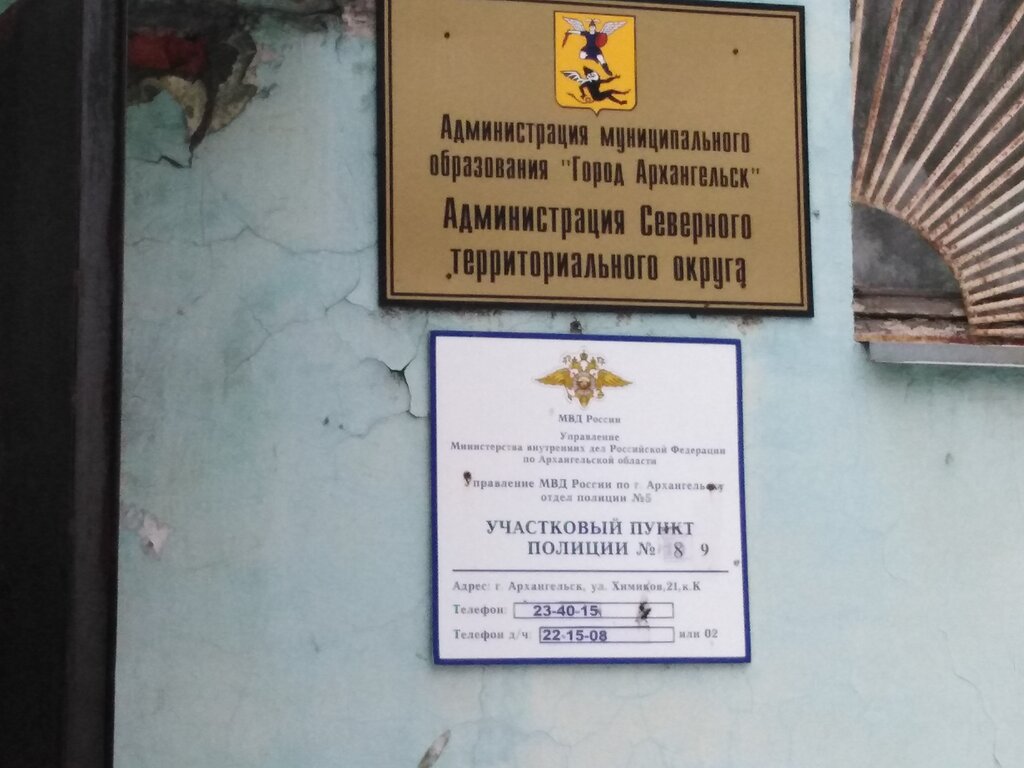 Администрация муниципального
образования "Город Архангельск"
Администрация Северного
территориального округа
МВД России
Управление
Министерства внутренних дел Российской Федерации
по Архангельской области
Управление МВД России по г. Архангельску
отдел полиции №5
УЧАСТКОВЫЙ ПУНКТ
ПОЛИЦИИ № 8 9
Адрес: г. Архангельск, ул. Химиков,21,к.К
Телефон: 23-40-15
Телефон д/ч: 22-15-08 или 02